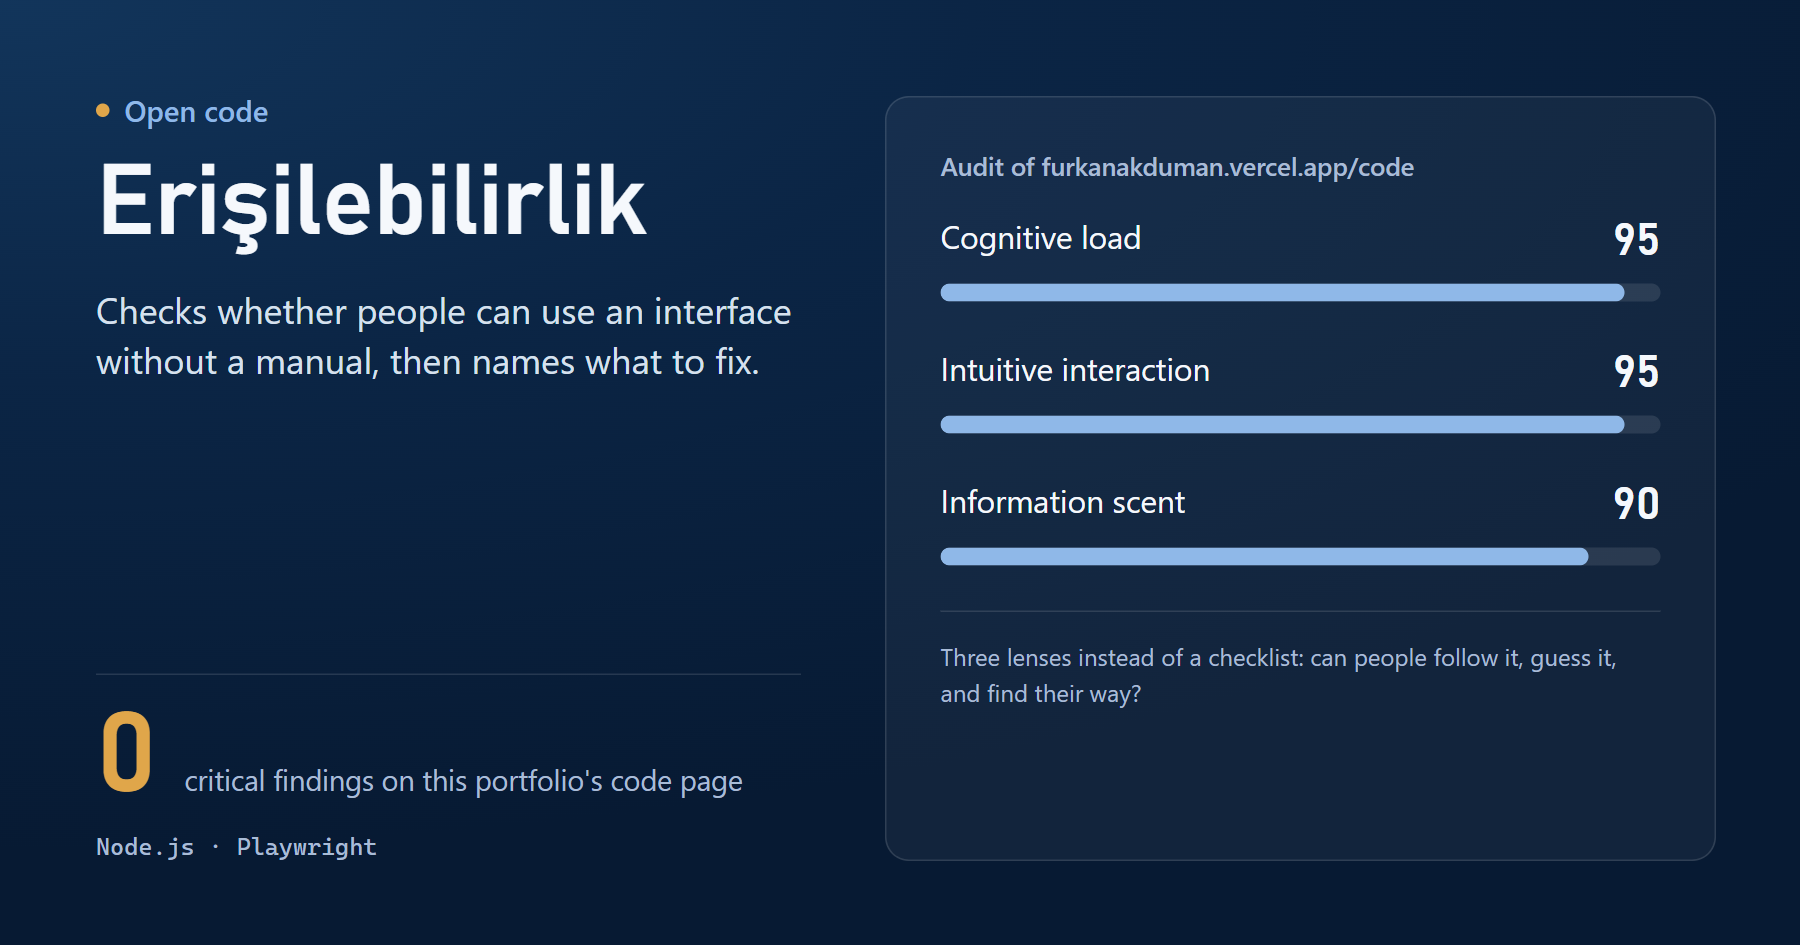 Open code
Erişilebilirlik
Checks whether people can use an interface
without a manual, then names what to fix.
0
critical findings on this portfolio's code page
Node.js · Playwright
Audit of furkanakduman.vercel.app/code
Cognitive load 95
Intuitive interaction 95
Information scent 90
Three lenses instead of a checklist: can people follow it, guess it,
and find their way?